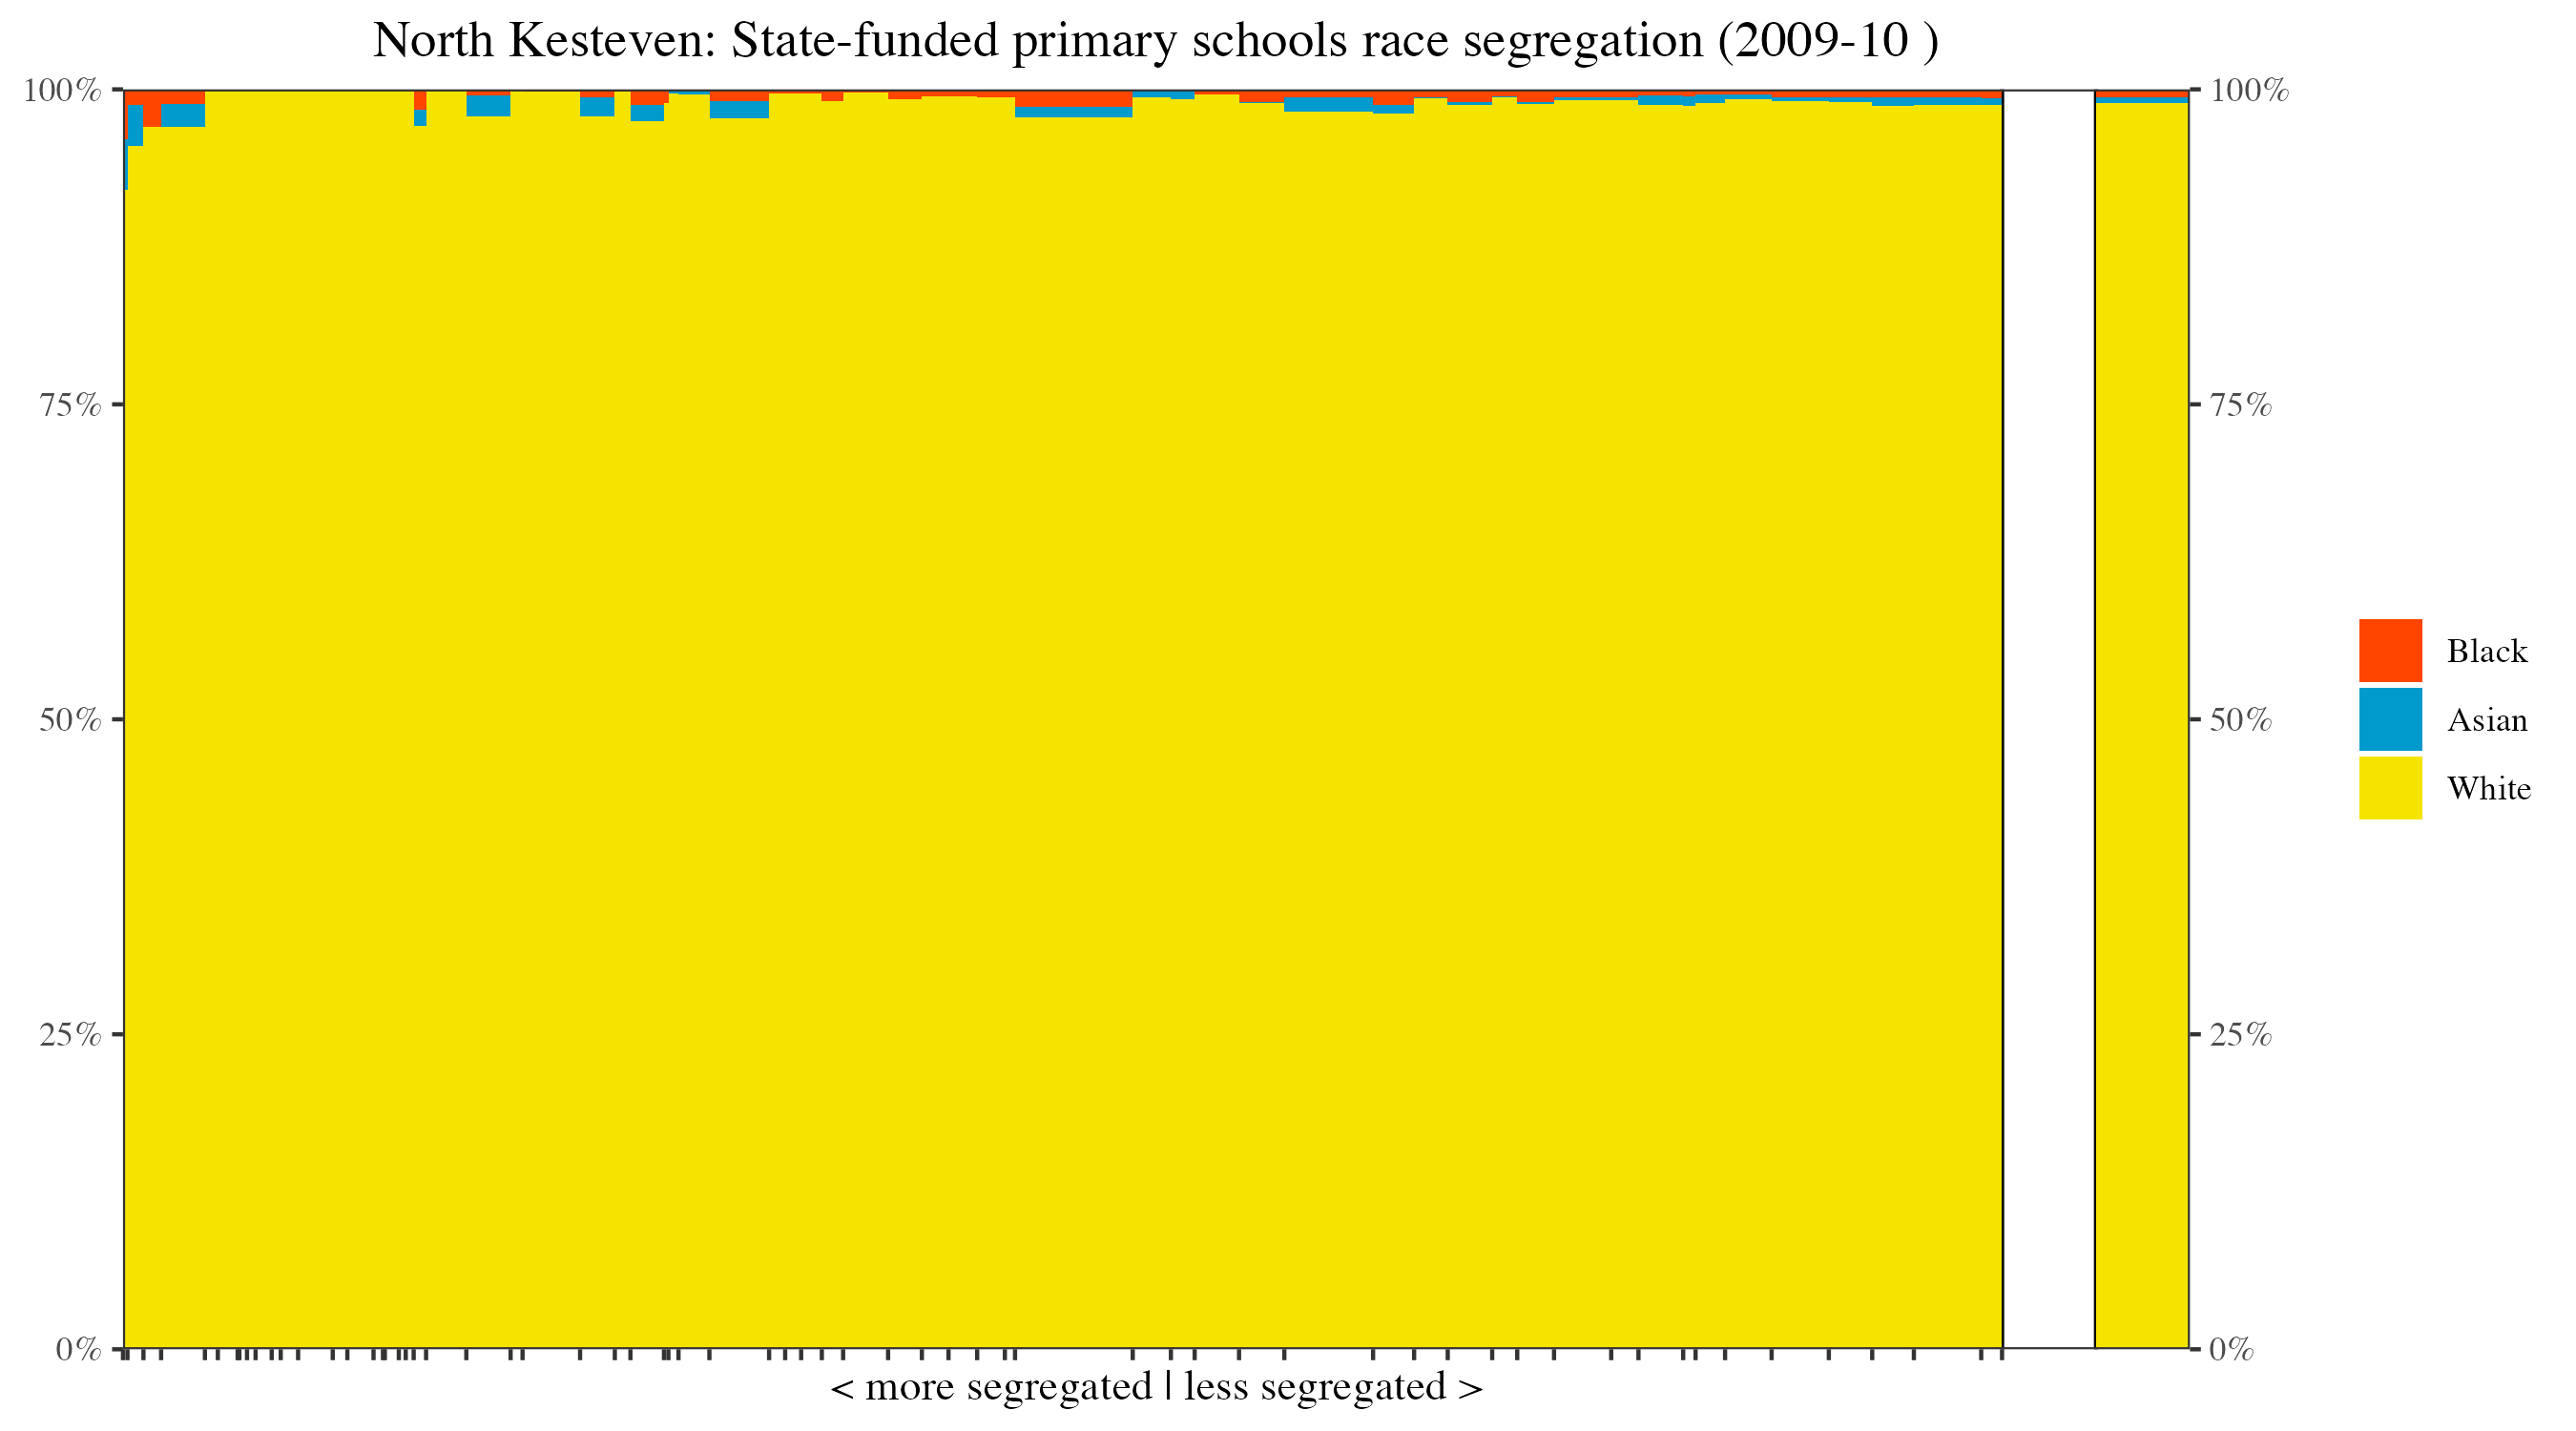 North Kesteven: State-funded primary schools race segregation (2009-10 )
100%
75%
50%
25%
0%
100%
75%
50%
25%
0%
Black
Asian
White
< more segregated | less segregated >